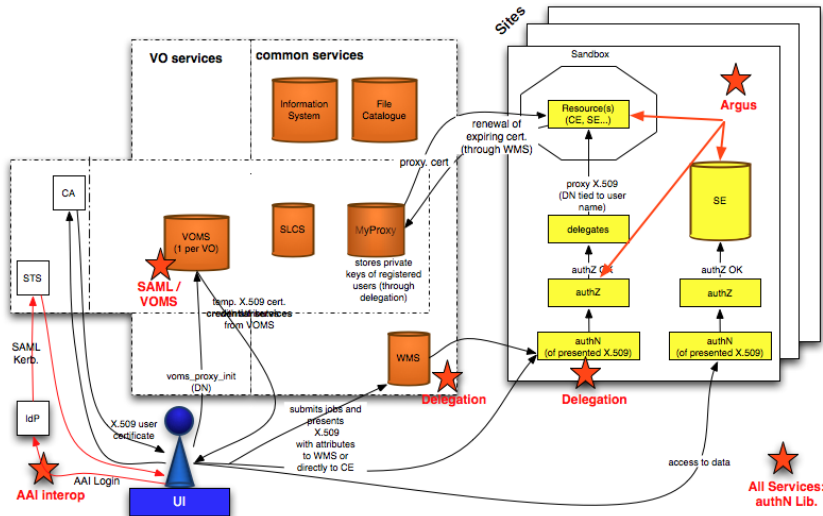 Sites
VO services
common services
Sandbox
Information
System
File
Catalogue
Resource(s)
(CE, SE...)
Argus
renewal of
expiring cert.
(through WMS)
proxy. cert
CA
proxy X.509
(DN tied to user
name)
SE
VOMS
(1 per VO)
SLCS
MyProxy
delegates
stores private
keys of registered
users (through
delegation)
authZ OK
authZ OK
STS
SAML /
VOMS
authZ
authZ
temp. X.509 cert.
credential services
from VOMS
SAML
Kerb.
WMS
authN
(of presented X.509)
authN
(of presented X.509)
voms_proxy_init
(DN)
Delegation
Delegation
IdP
X.509 user
certificate
submits jobs and
presents
X.509
with attributes
to WMS or
directly to CE
access to data
AAI interop
AAI Login
UI
All Services:
authN Lib.